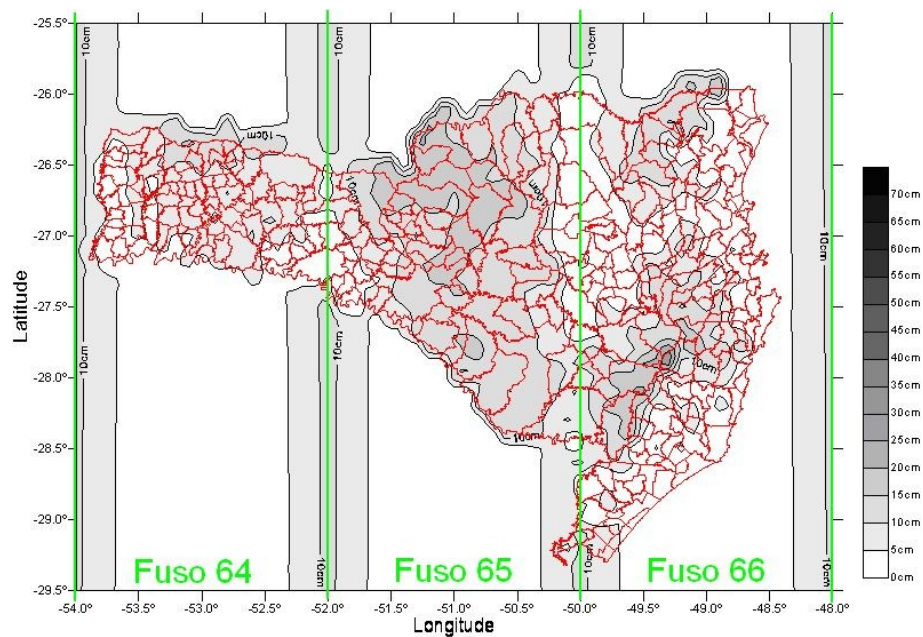 -25.5°
-26.0°
-26.5°
-27.0°
-27.5°
-28.0°
-28.5°
-29.0°
-29.5°
Latitude
10cm
10cm
10cm
10cm
10cm
10cm
10cm
10cm
10cm
10cm
10cm
10cm
10cm
10cm
Fuso 64
Fuso 65
Fuso 66
-54.0°
-53.5°
-53.0°
-52.5°
-52.0°
-51.5°
-51.0°
-50.5°
-50.0°
-49.5°
-49.0°
-48.5°
-48.0°
Longitude
70cm
65cm
60cm
55cm
50cm
45cm
40cm
35cm
30cm
25cm
20cm
15cm
10cm
5cm
0cm